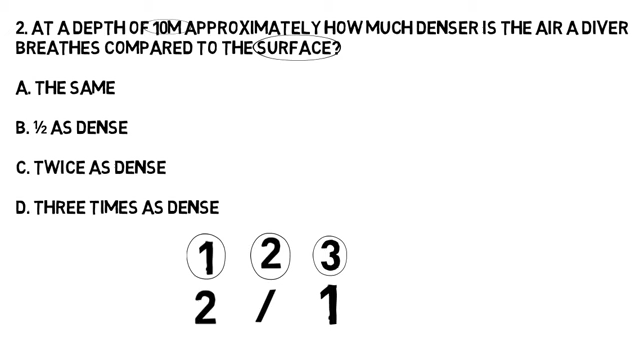 2. AT A DEPTH OF 10M APPROXIMATELY HOW MUCH DENSER IS THE AIR A DIVER
BREATHES COMPARED TO THE SURFACE?
A. THE SAME
B. ½ AS DENSE
C. TWICE AS DENSE
D. THREE TIMES AS DENSE
1 2 3
2 / 1